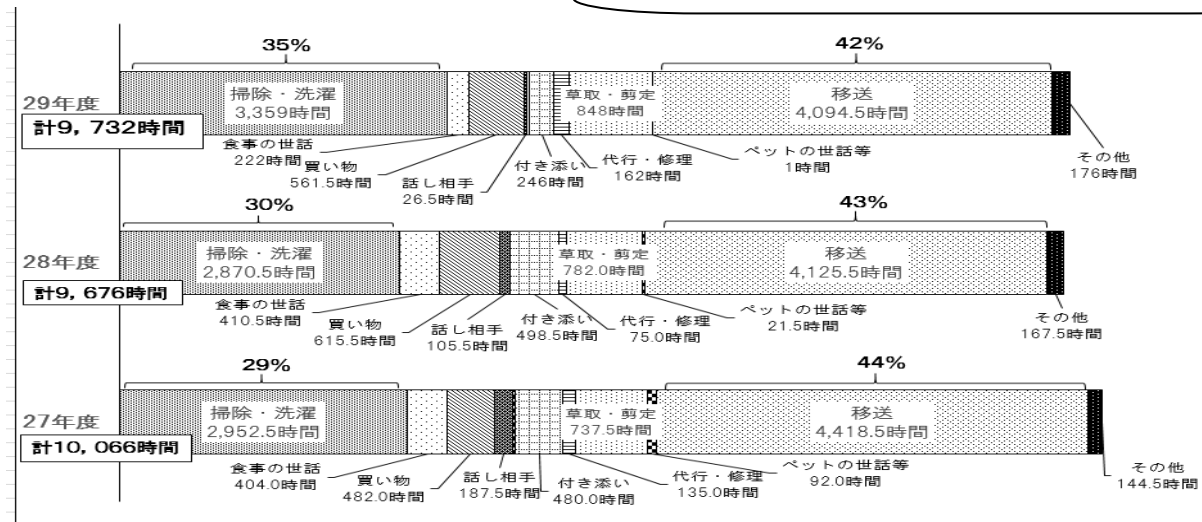 35%
42%
29年度
計9,732時間
掃除・洗濯
3,359時間
草取・剪定
848時間
移送
4,094.5時間
食事の世話
222時間
買い物
561.5時間
話し相手
26.5時間
付き添い
246時間
代行・修理
162時間
ペットの世話等
1時間
その他
176時間
30%
43%
28年度
計9,676時間
掃除・洗濯
2,870.5時間
草取・剪定
782.0時間
移送
4,125.5時間
食事の世話
410.5時間
買い物
615.5時間
話し相手
105.5時間
付き添い
498.5時間
代行・修理
75.0時間
ペットの世話等
21.5時間
その他
167.5時間
29%
44%
27年度
計10,066時間
掃除・洗濯
2,952.5時間
草取・剪定
737.5時間
移送
4,418.5時間
食事の世話
404.0時間
買い物
482.0時間
話し相手
187.5時間
付き添い
480.0時間
代行・修理
135.0時間
ペットの世話等
92.0時間
その他
144.5時間